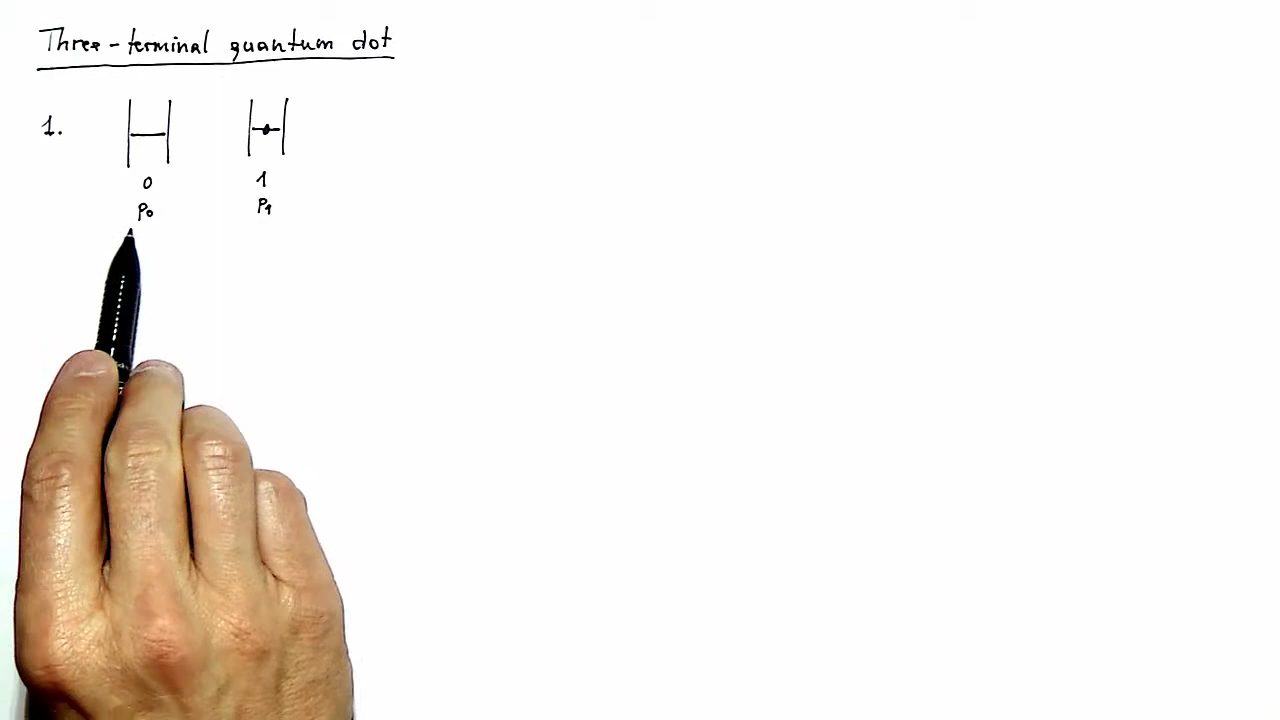 Three-terminal quantum dot
1.
0 1
p₀ p₁